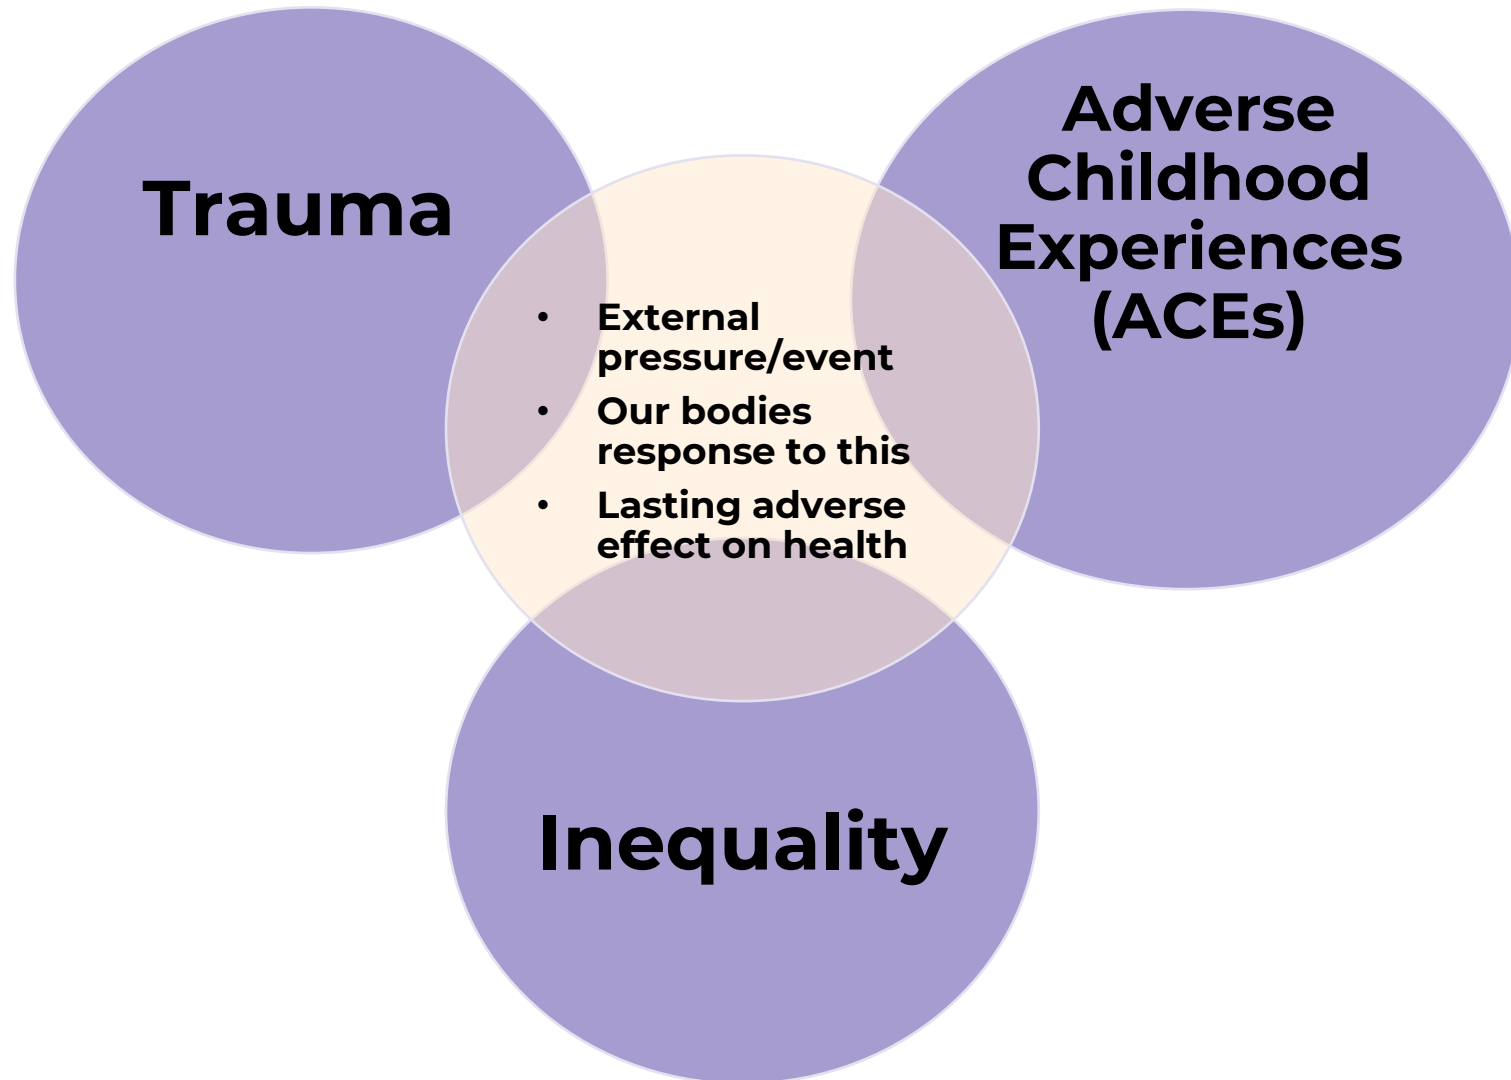 Trauma
Adverse
Childhood
Experiences
(ACEs)
• External
pressure/event
• Our bodies
response to this
• Lasting adverse
effect on health
Inequality